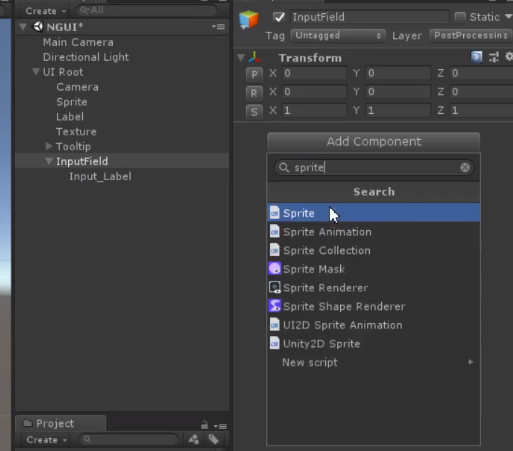 Create
All
NGUI*
Main Camera
Directional Light
UI Root
Camera
Sprite
Label
Texture
Tooltip
InputField
Input_Label
Project
Create
InputField
Static
Tag Untagged Layer PostProcessing
Transform
P X 0 Y 0 Z 0
R X 0 Y 0 Z 0
S X 1 Y 1 Z 1
Add Component
sprite
Search
Sprite
Sprite Animation
Sprite Collection
Sprite Mask
Sprite Renderer
Sprite Shape Renderer
UI2D Sprite Animation
Unity2D Sprite
New script